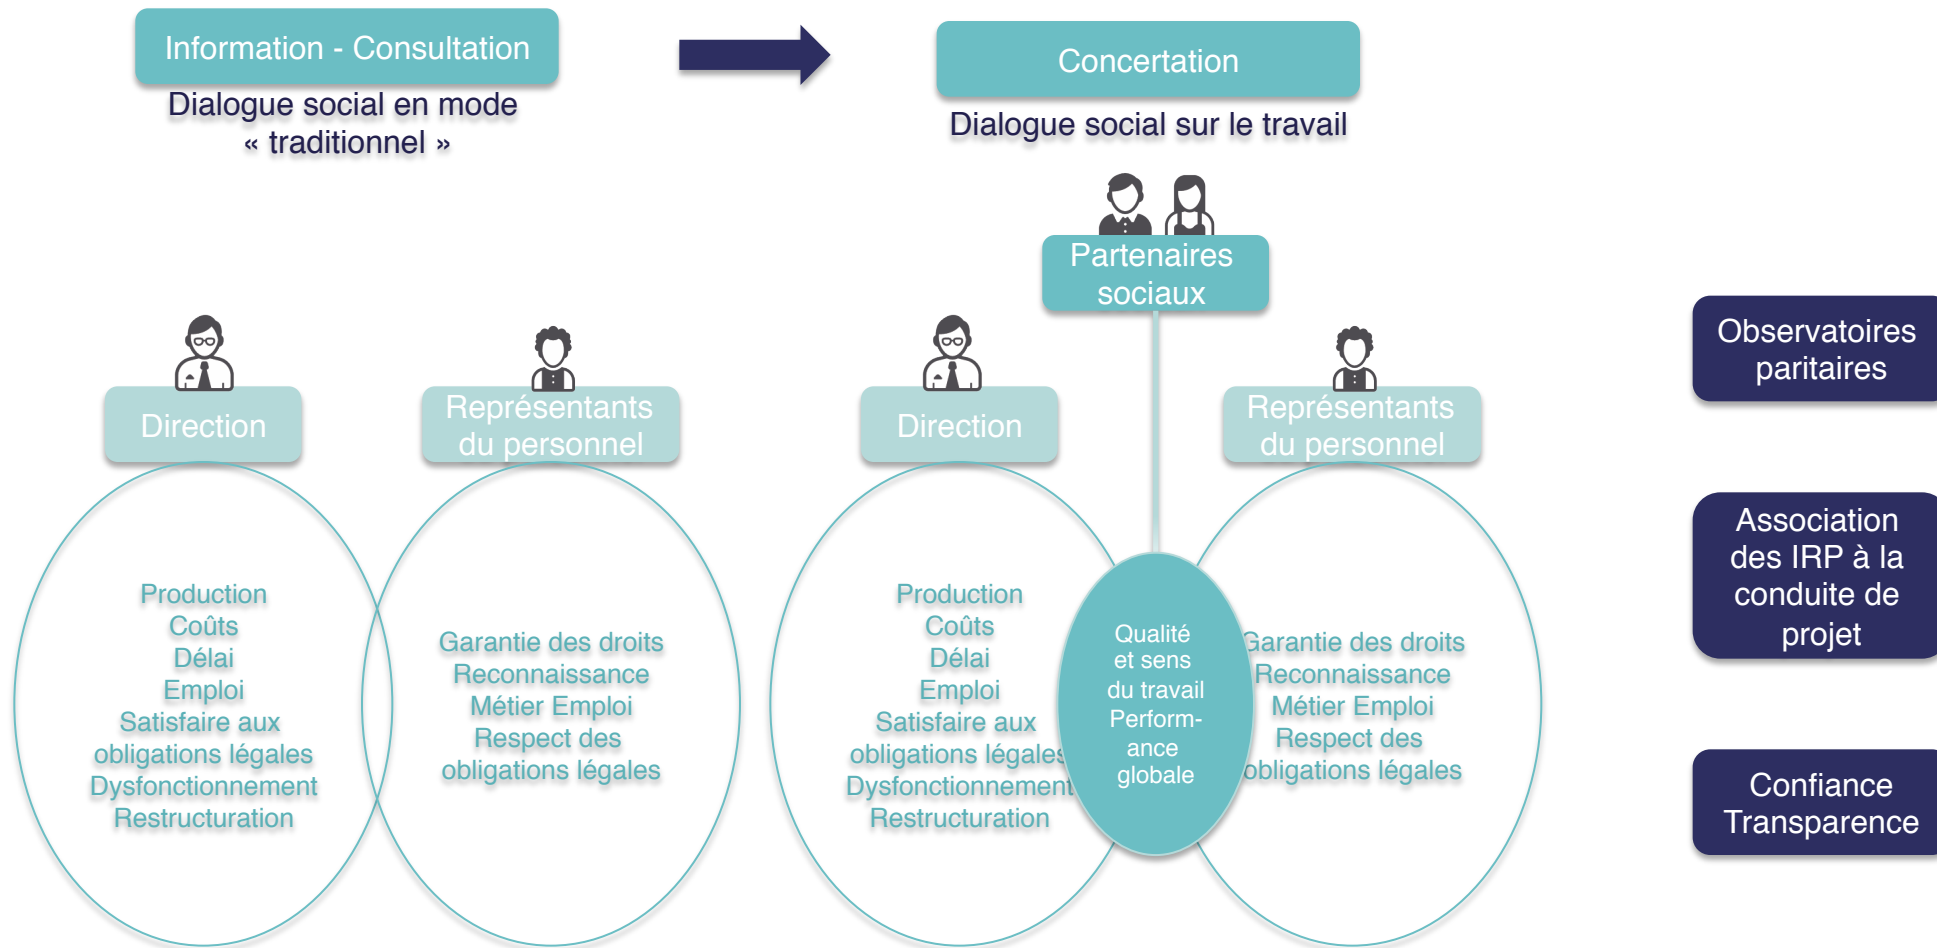 Information - Consultation
Dialogue social en mode
« traditionnel »
Concertation
Dialogue social sur le travail
Partenaires
sociaux
Direction
Représentants
du personnel
Direction
Représentants
du personnel
Production
Coûts
Délai
Emploi
Satisfaire aux
obligations légales
Dysfonctionnement
Restructuration
Garantie des droits
Reconnaissance
Métier Emploi
Respect des
obligations légales
Production
Coûts
Délai
Emploi
Satisfaire aux
obligations légales
Dysfonctionnement
Restructuration
Qualité
et sens
du travail
Perform-
ance
globale
Garantie des droits
Reconnaissance
Métier Emploi
Respect des
obligations légales
Observatoires
paritaires
Association
des IRP à la
conduite de
projet
Confiance
Transparence